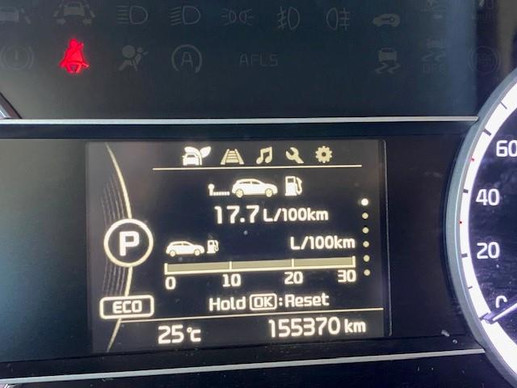 AFLS
17.7 L/100km
L/100km
0 10 20 30
Hold OK : Reset
P
ECO
25°C 155370 km
60
40
20